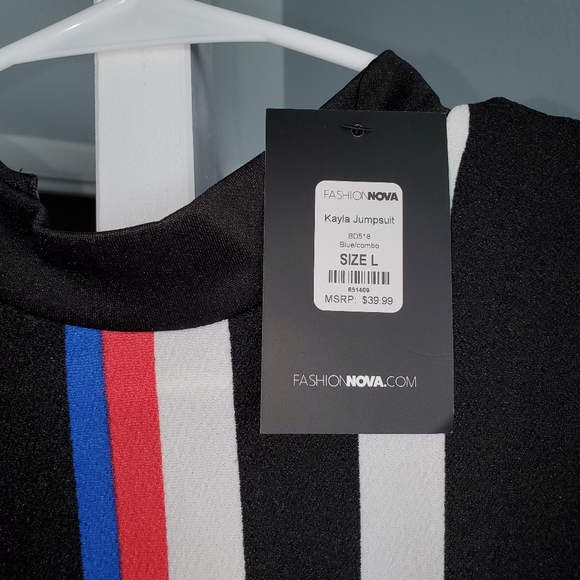 FASHIONNOVA
Kayla Jumpsuit
BD518
Blue/combo
SIZE L
651409
MSRP: $39.99
FASHIONNOVA.COM